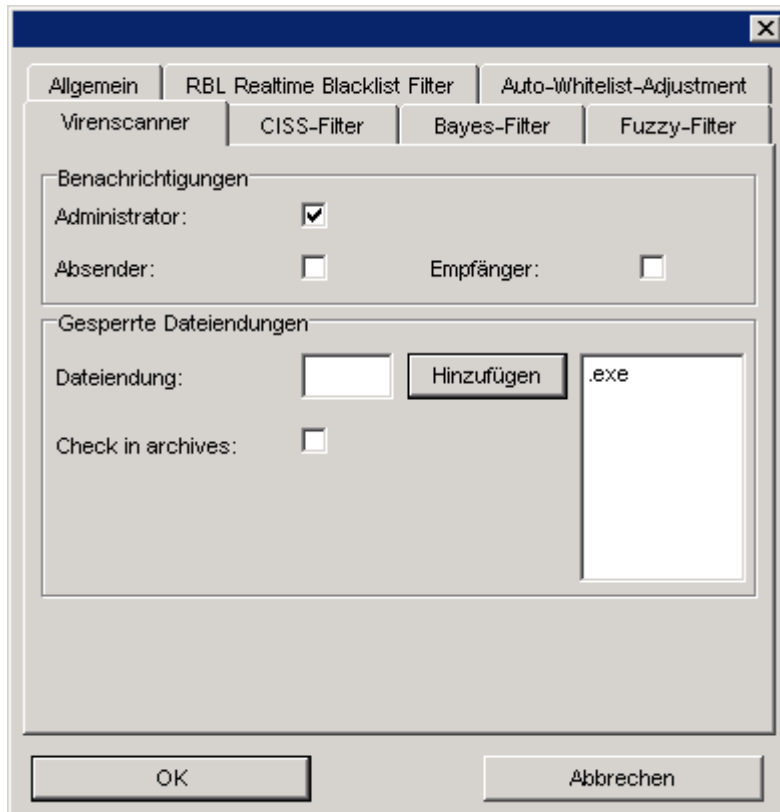 Allgemein RBL Realtime Blacklist Filter Auto-Whitelist-Adjustment
Virenscanner CISS-Filter Bayes-Filter Fuzzy-Filter
Benachrichtigungen
Administrator:
Absender: Empfänger:
Gesperrte Dateiendungen
Dateiendung: Hinzufügen .exe
Check in archives:
OK Abbrechen